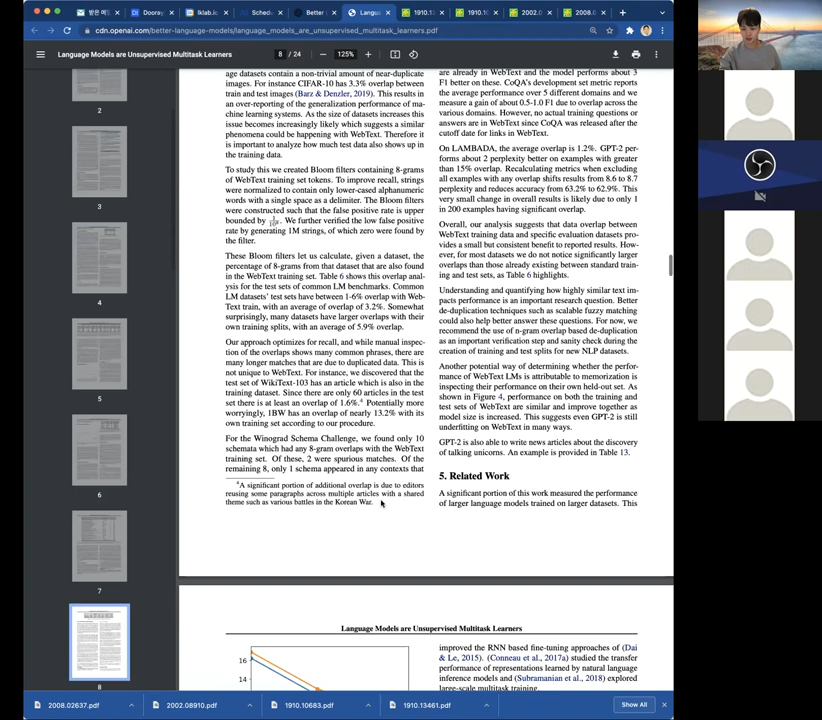 받은 메일
Dooray
lklab.ic
Sched
Better
Langu
1910.13
1910.10
2002.0
2008.0
cdn.openai.com/better-language-models/language_models_are_unsupervised_multitask_learners.pdf
Language Models are Unsupervised Multitask Learners
8 / 24
125%
2
3
4
5
6
7
8
age datasets contain a non-trivial amount of near-duplicate
images. For instance CIFAR-10 has 3.3% overlap between
train and test images (Barz & Denzler, 2019). This results in
an over-reporting of the generalization performance of ma-
chine learning systems. As the size of datasets increases this
issue becomes increasingly likely which suggests a similar
phenomena could be happening with WebText. Therefore it
is important to analyze how much test data also shows up in
the training data.
To study this we created Bloom filters containing 8-grams
of WebText training set tokens. To improve recall, strings
were normalized to contain only lower-cased alphanumeric
words with a single space as a delimiter. The Bloom filters
were constructed such that the false positive rate is upper
bounded by 1/10⁸. We further verified the low false positive
rate by generating 1M strings, of which zero were found by
the filter.
These Bloom filters let us calculate, given a dataset, the
percentage of 8-grams from that dataset that are also found
in the WebText training set. Table 6 shows this overlap anal-
ysis for the test sets of common LM benchmarks. Common
LM datasets' test sets have between 1-6% overlap with Web-
Text train, with an average of overlap of 3.2%. Somewhat
surprisingly, many datasets have larger overlaps with their
own training splits, with an average of 5.9% overlap.
Our approach optimizes for recall, and while manual inspec-
tion of the overlaps shows many common phrases, there are
many longer matches that are due to duplicated data. This is
not unique to WebText. For instance, we discovered that the
test set of WikiText-103 has an article which is also in the
training dataset. Since there are only 60 articles in the test
set there is at least an overlap of 1.6%.⁴ Potentially more
worryingly, 1BW has an overlap of nearly 13.2% with its
own training set according to our procedure.
For the Winograd Schema Challenge, we found only 10
schemata which had any 8-gram overlaps with the WebText
training set. Of these, 2 were spurious matches. Of the
remaining 8, only 1 schema appeared in any contexts that
⁴A significant portion of additional overlap is due to editors
reusing some paragraphs across multiple articles with a shared
theme such as various battles in the Korean War.
are already in WebText and the model performs about 3
F1 better on these. CoQA's development set metric reports
the average performance over 5 different domains and we
measure a gain of about 0.5-1.0 F1 due to overlap across the
various domains. However, no actual training questions or
answers are in WebText since CoQA was released after the
cutoff date for links in WebText.
On LAMBADA, the average overlap is 1.2%. GPT-2 per-
forms about 2 perplexity better on examples with greater
than 15% overlap. Recalculating metrics when excluding
all examples with any overlap shifts results from 8.6 to 8.7
perplexity and reduces accuracy from 63.2% to 62.9%. This
very small change in overall results is likely due to only 1
in 200 examples having significant overlap.
Overall, our analysis suggests that data overlap between
WebText training data and specific evaluation datasets pro-
vides a small but consistent benefit to reported results. How-
ever, for most datasets we do not notice significantly larger
overlaps than those already existing between standard train-
ing and test sets, as Table 6 highlights.
Understanding and quantifying how highly similar text im-
pacts performance is an important research question. Better
de-duplication techniques such as scalable fuzzy matching
could also help better answer these questions. For now, we
recommend the use of n-gram overlap based de-duplication
as an important verification step and sanity check during the
creation of training and test splits for new NLP datasets.
Another potential way of determining whether the perfor-
mance of WebText LMs is attributable to memorization is
inspecting their performance on their own held-out set. As
shown in Figure 4, performance on both the training and
test sets of WebText are similar and improve together as
model size is increased. This suggests even GPT-2 is still
underfitting on WebText in many ways.
GPT-2 is also able to write news articles about the discovery
of talking unicorns. An example is provided in Table 13.
5. Related Work
A significant portion of this work measured the performance
of larger language models trained on larger datasets. This
Language Models are Unsupervised Multitask Learners
16
14
improved the RNN based fine-tuning approaches of (Dai
& Le, 2015). (Conneau et al., 2017a) studied the transfer
performance of representations learned by natural language
inference models and (Subramanian et al., 2018) explored
large-scale multitask training.
2008.02637.pdf
2002.08910.pdf
1910.10683.pdf
1910.13461.pdf
Show All